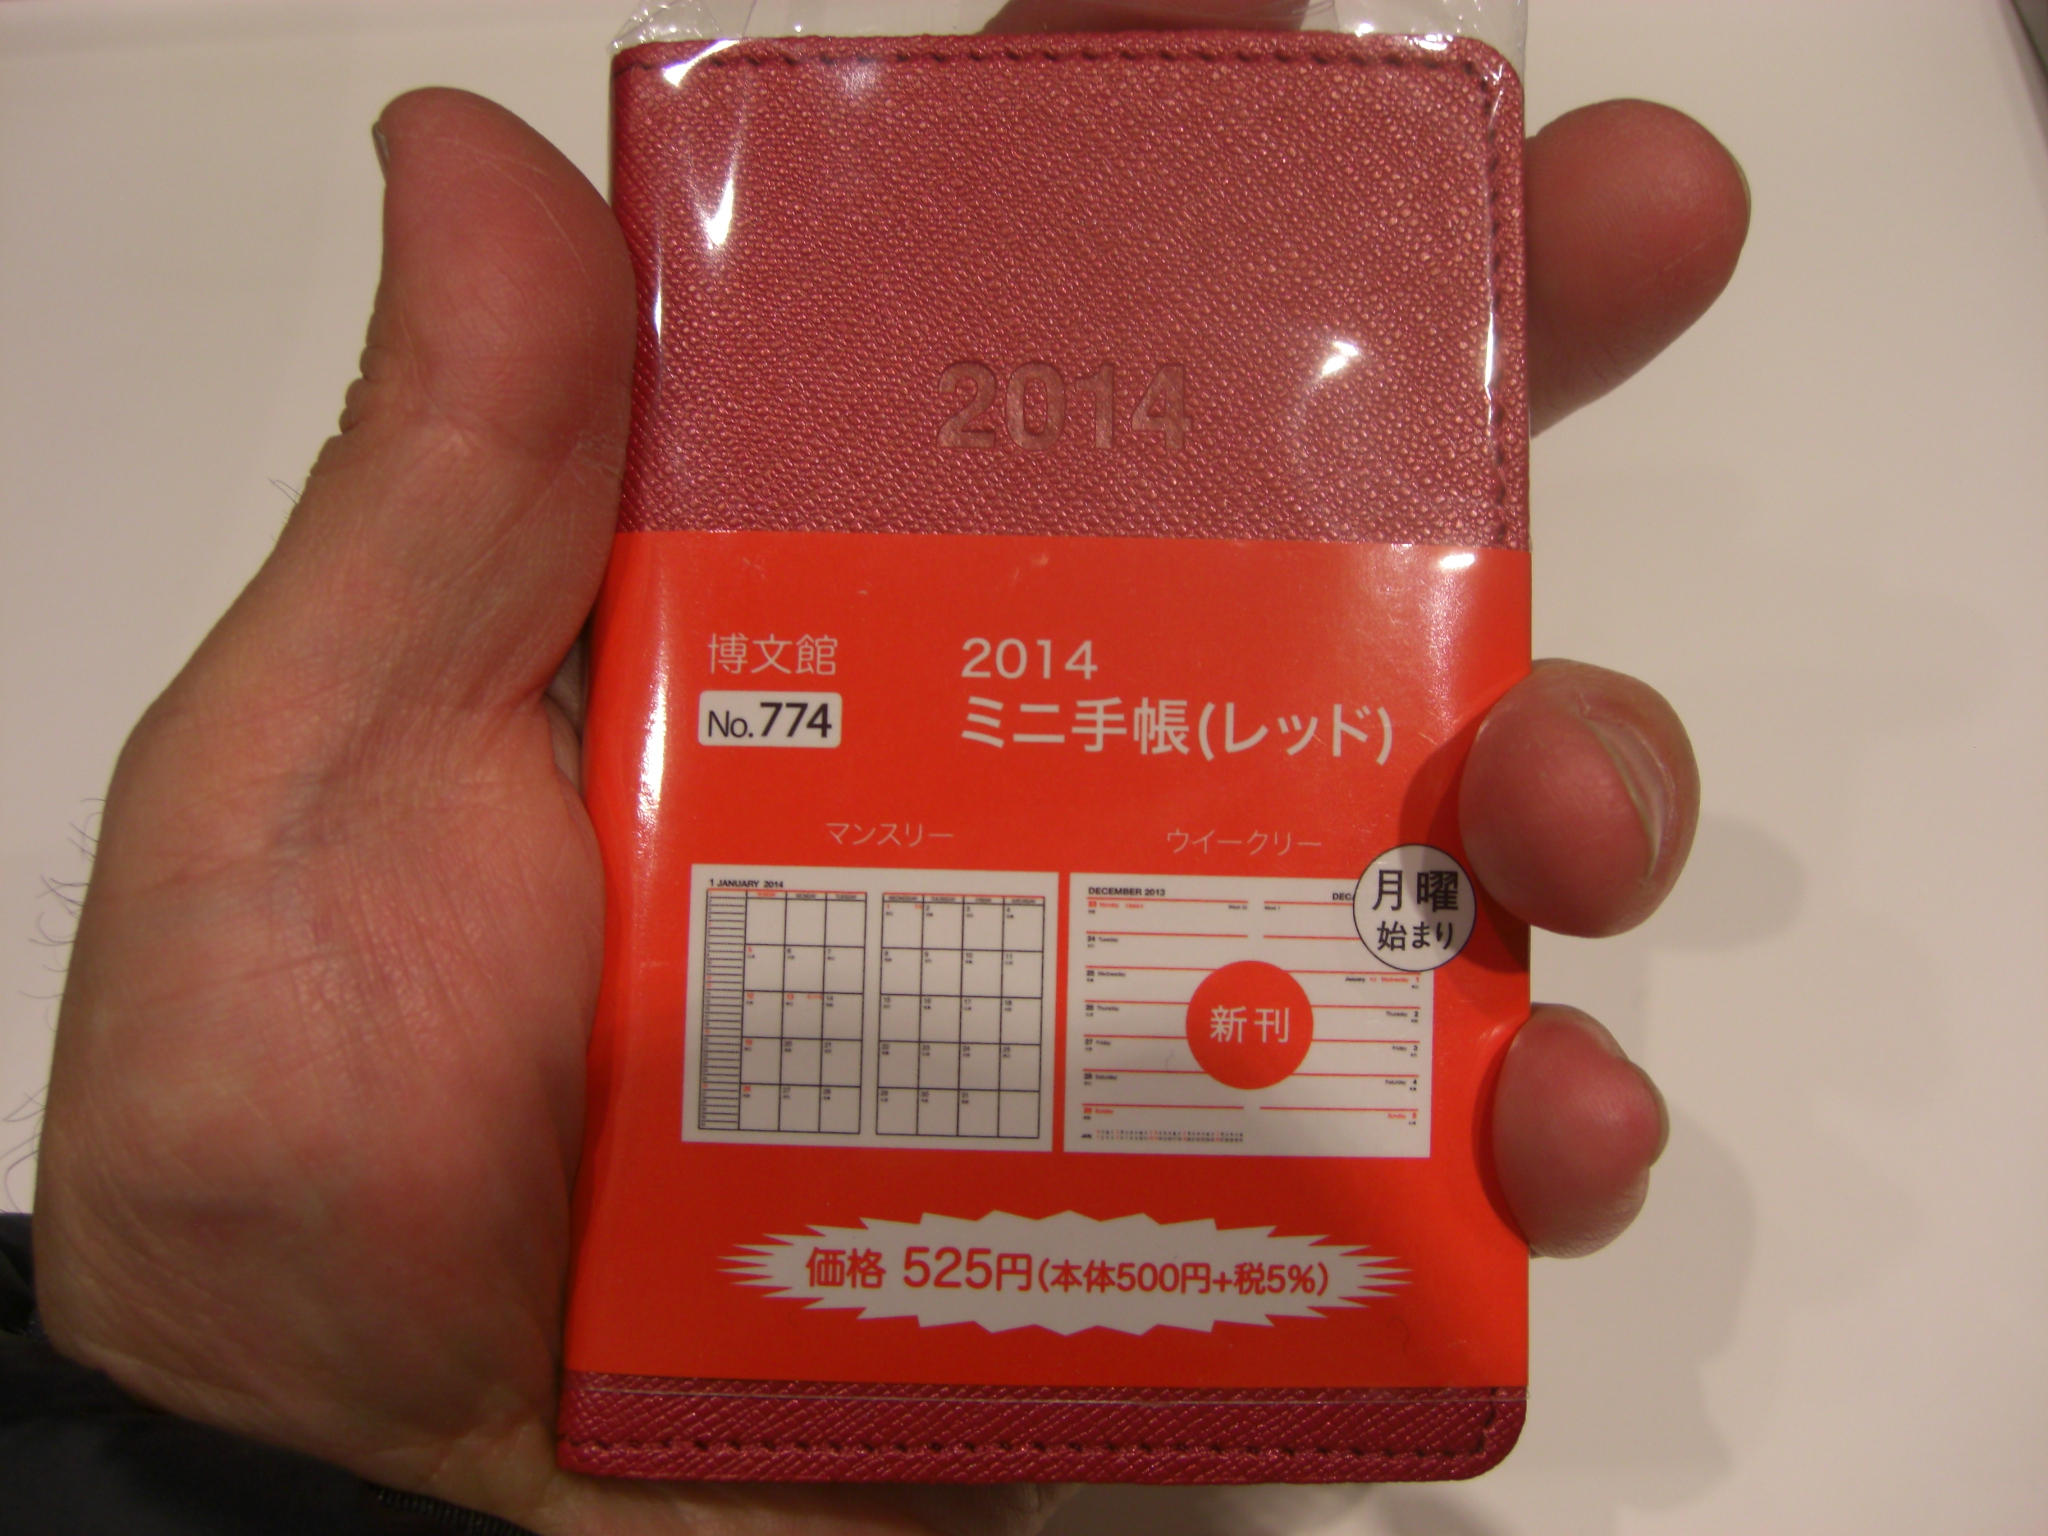 2014
博文館
No.774
2014
ミニ手帳(レッド)
マンスリー
ウイークリー
1 JANUARY 2014
DECEMBER 2013
月曜
始まり
新刊
価格 525円(本体500円+税5%)